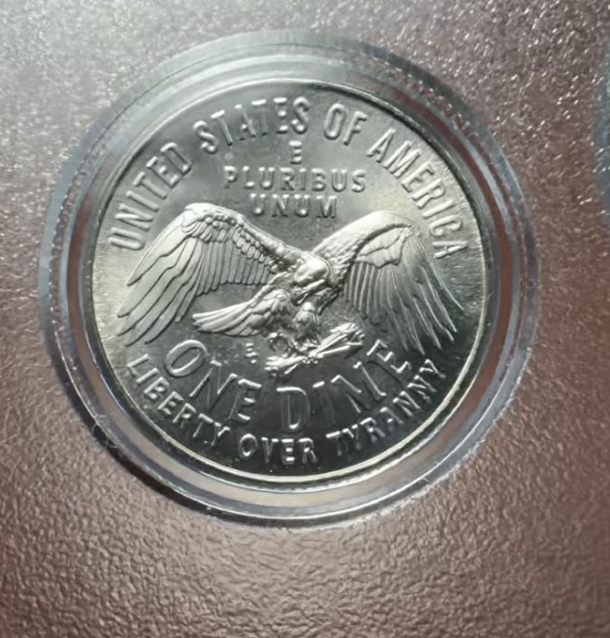 UNITED STATES OF AMERICA
E
PLURIBUS
UNUM
ONE DIME
LIBERTY OVER TYRANNY